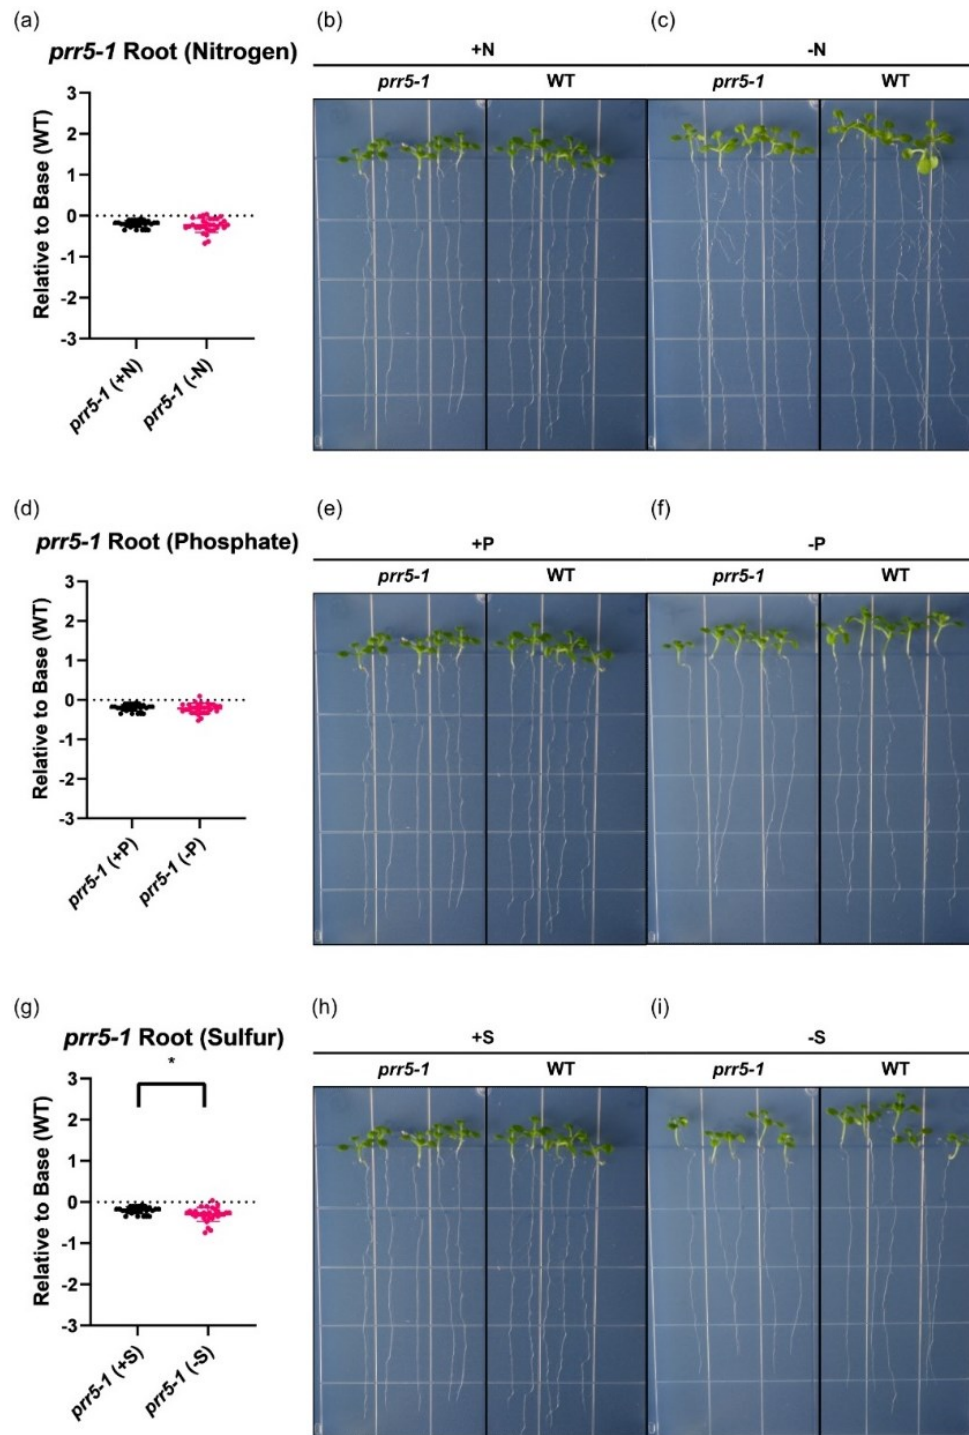 (a)
prr5-1 Root (Nitrogen)
Relative to Base (WT)
3
2
1
0
-1
-2
-3
prr5-1 (+N)
prr5-1 (-N)
(b)
+N
prr5-1 WT
(c)
-N
prr5-1 WT
(d)
prr5-1 Root (Phosphate)
Relative to Base (WT)
3
2
1
0
-1
-2
-3
prr5-1 (+P)
prr5-1 (-P)
(e)
+P
prr5-1 WT
(f)
-P
prr5-1 WT
(g)
prr5-1 Root (Sulfur)
*
Relative to Base (WT)
3
2
1
0
-1
-2
-3
prr5-1 (+S)
prr5-1 (-S)
(h)
+S
prr5-1 WT
(i)
-S
prr5-1 WT